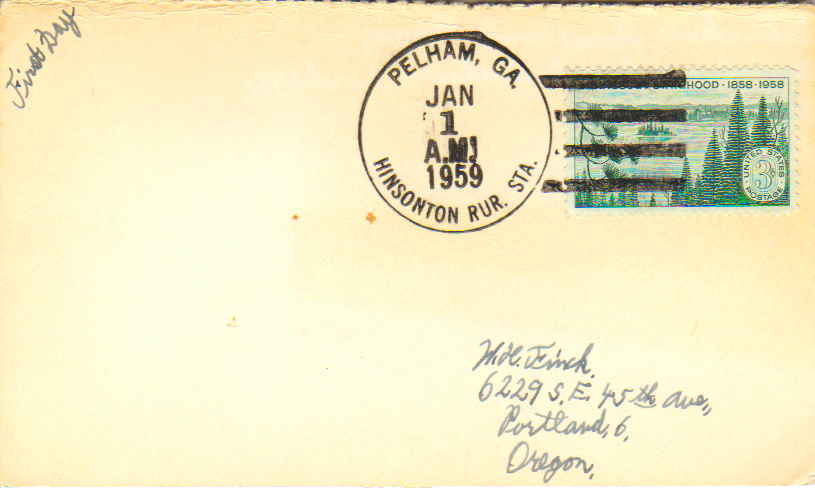 First Day
PELHAM, GA.
JAN
1
A.M.
1959
HINSONTON RUR. STA.
HOOD · 1858 · 1958
UNITED STATES
3¢
POSTAGE
W.H. Finck.
6229 S.E. 45th Ave.,
Portland, 6,
Oregon.